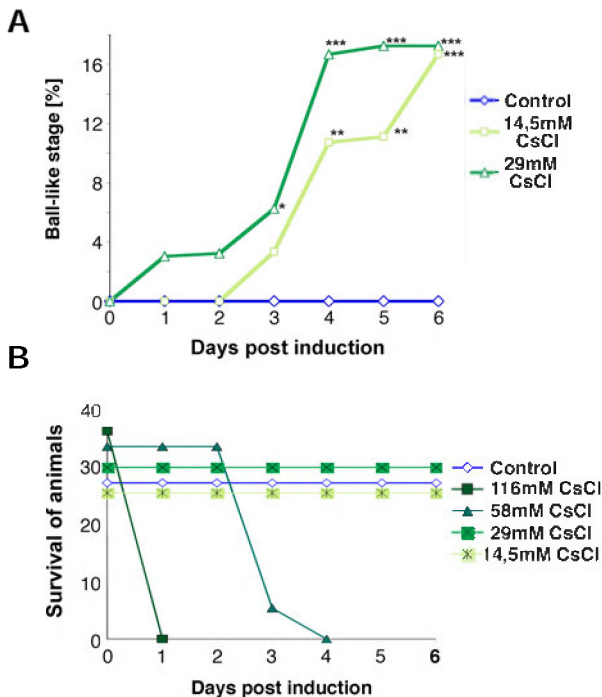 A
Ball-like stage [%]
16
12
8
4
0
***
***
***
***
**
**
*
0 1 2 3 4 5 6
Days post induction
Control
14,5mM
CsCl
29mM
CsCl
B
Survival of animals
40
30
20
10
0
0 1 2 3 4 5 6
Days post induction
Control
116mM CsCl
58mM CsCl
29mM CsCl
14,5mM CsCl